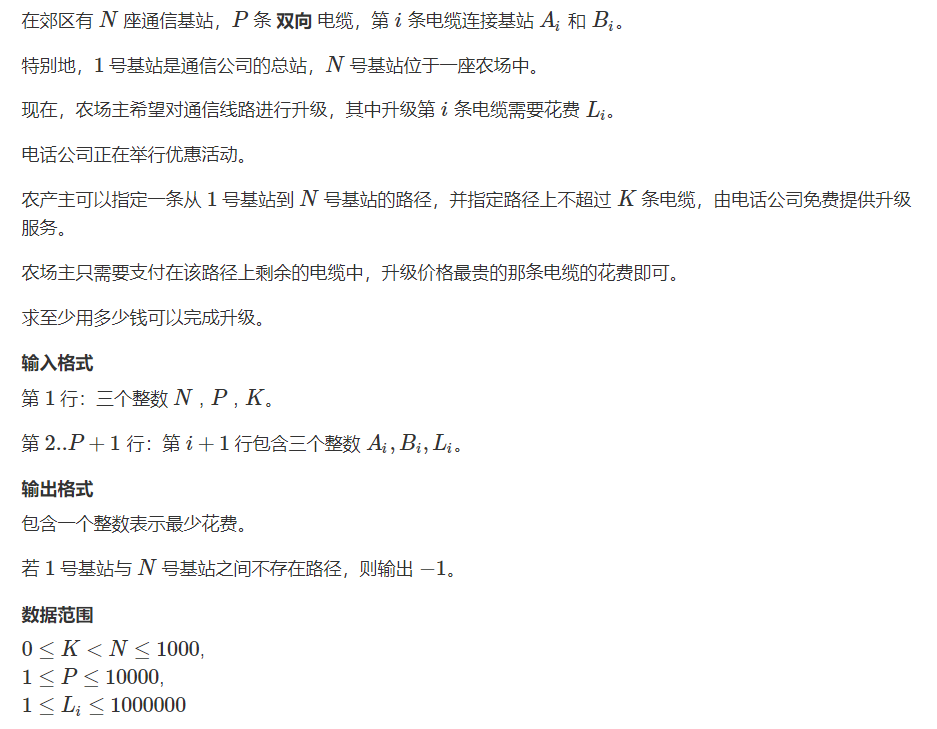 在郊区有 N 座通信基站，P 条 双向 电缆，第 i 条电缆连接基站 Aᵢ 和 Bᵢ。
特别地，1 号基站是通信公司的总站，N 号基站位于一座农场中。
现在，农场主希望对通信线路进行升级，其中升级第 i 条电缆需要花费 Lᵢ。
电话公司正在举行优惠活动。
农产主可以指定一条从 1 号基站到 N 号基站的路径，并指定路径上不超过 K 条电缆，由电话公司免费提供升级
服务。
农场主只需要支付在该路径上剩余的电缆中，升级价格最贵的那条电缆的花费即可。
求至少用多少钱可以完成升级。
输入格式
第 1 行：三个整数 N，P，K。
第 2..P + 1 行：第 i + 1 行包含三个整数 Aᵢ, Bᵢ, Lᵢ。
输出格式
包含一个整数表示最少花费。
若 1 号基站与 N 号基站之间不存在路径，则输出 −1。
数据范围
0 ≤ K < N ≤ 1000,
1 ≤ P ≤ 10000,
1 ≤ Lᵢ ≤ 1000000